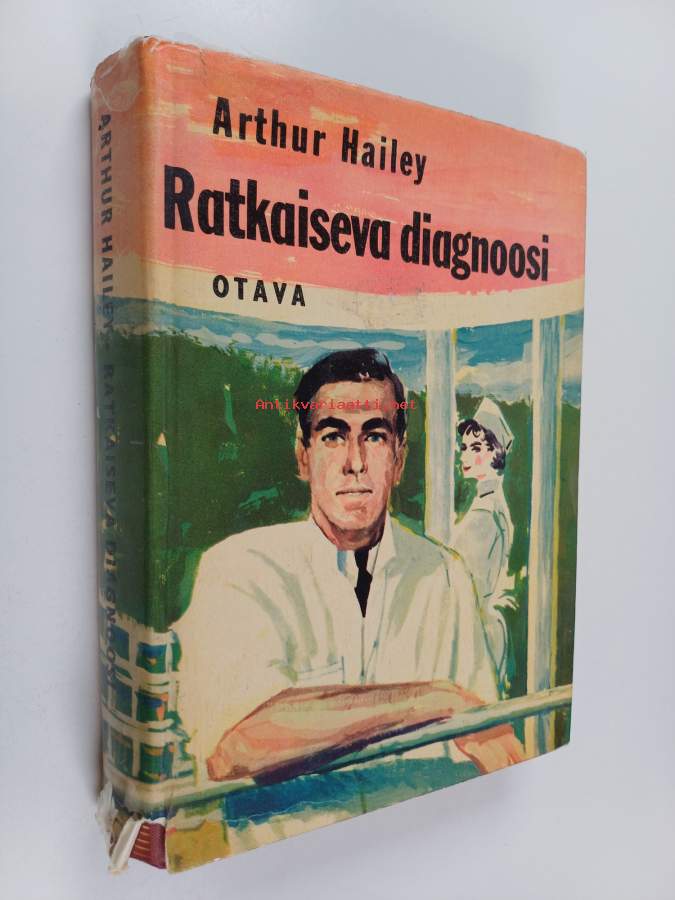 Arthur Hailey
Ratkaiseva diagnoosi
OTAVA
Antikvariaatti.net
ARTHUR HAILEY RATKAISEVA DIAGNOOSI